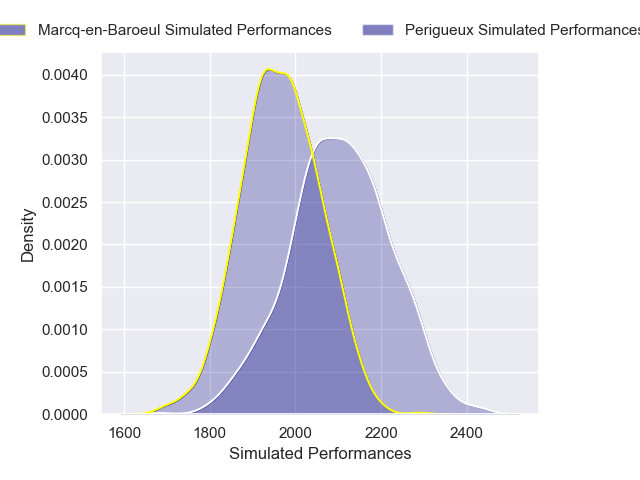 Marcq-en-Baroeul Simulated Performances
Perigueux Simulated Performances
0.0040
0.0035
0.0030
0.0025
0.0020
0.0015
0.0010
0.0005
0.0000
Density
1600 1800 2000 2200 2400
Simulated Performances